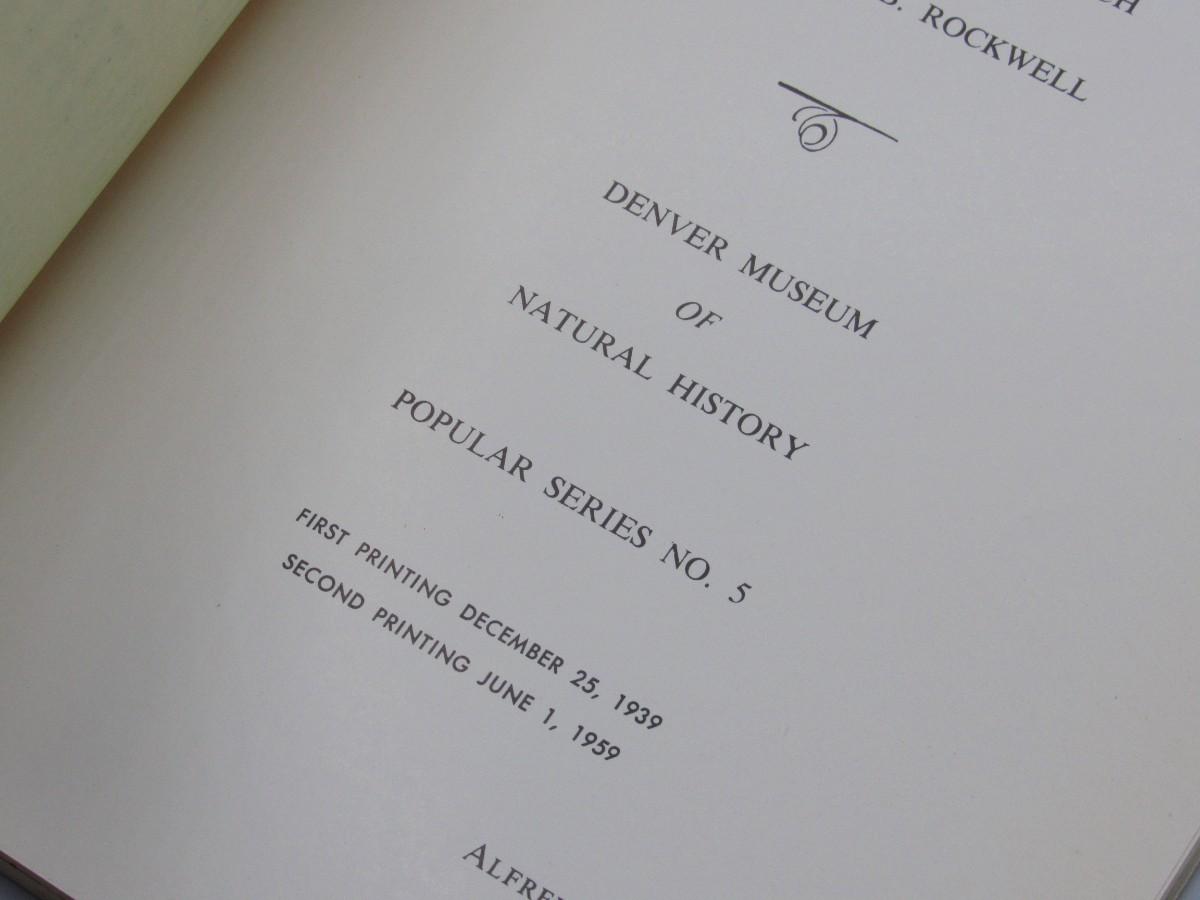 B. ROCKWELL
DENVER MUSEUM
OF
NATURAL HISTORY
POPULAR SERIES NO. 5
FIRST PRINTING DECEMBER 25, 1939
SECOND PRINTING JUNE 1, 1959